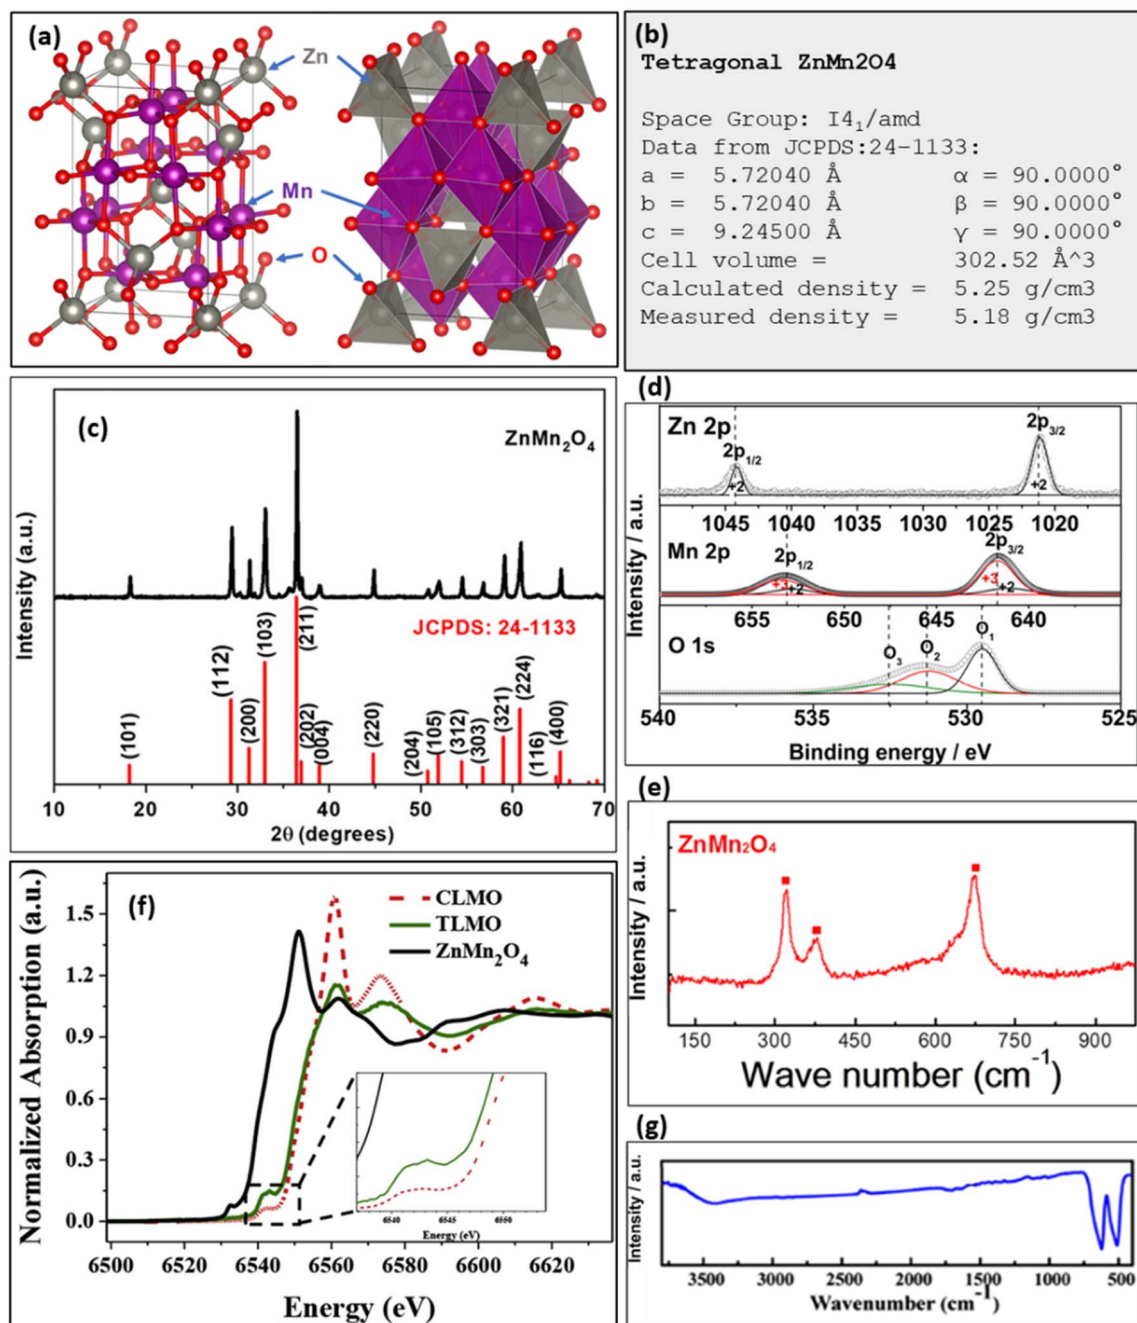 (a)
Zn
Mn
O
(b)
Tetragonal ZnMn2O4
Space Group: I4₁/amd
Data from JCPDS:24-1133:
a = 5.72040 Å α = 90.0000°
b = 5.72040 Å β = 90.0000°
c = 9.24500 Å γ = 90.0000°
Cell volume = 302.52 Å^3
Calculated density = 5.25 g/cm3
Measured density = 5.18 g/cm3
(c)
ZnMn₂O₄
JCPDS: 24-1133
(101)
(112)
(200)
(103)
(211)
(202)
(004)
(220)
(204)
(105)
(312)
(303)
(321)
(224)
(116)
(400)
Intensity (a.u.)
10 20 30 40 50 60 70
2θ (degrees)
(d)
Zn 2p
2p₁/₂
+2
2p₃/₂
+2
1045 1040 1035 1030 1025 1020
Mn 2p
2p₁/₂
+3
+2
2p₃/₂
+3
+2
655 650 645 640
O 1s
O₃
O₂
O₁
540 535 530 525
Binding energy / eV
Intensity / a.u.
(e)
ZnMn₂O₄
Intensity / a.u.
150 300 450 600 750 900
Wave number (cm⁻¹)
(f)
CLMO
TLMO
ZnMn₂O₄
Normalized Absorption (a.u.)
1.5
1.2
0.9
0.6
0.3
0.0
6540 6545 6550
Energy (eV)
6500 6520 6540 6560 6580 6600 6620
Energy (eV)
(g)
Intensity / a.u.
3500 3000 2500 2000 1500 1000 500
Wavenumber (cm⁻¹)